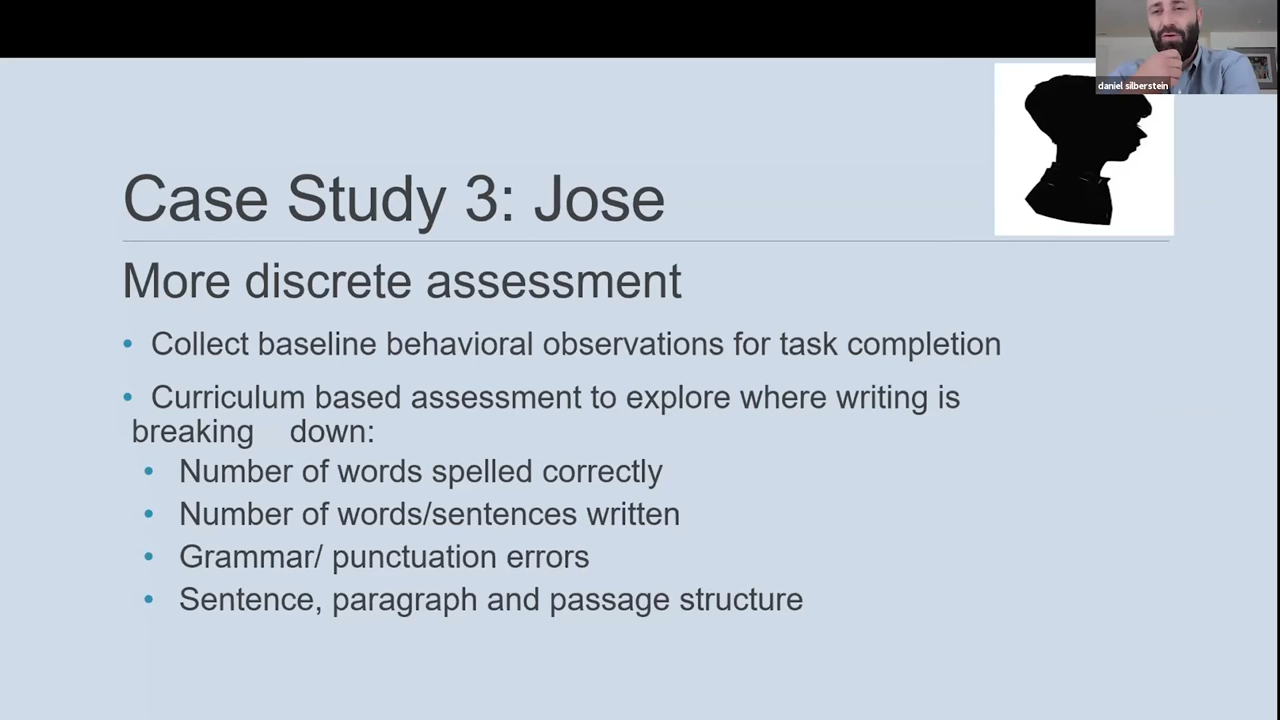 daniel silberstein
Case Study 3: Jose
More discrete assessment
• Collect baseline behavioral observations for task completion
• Curriculum based assessment to explore where writing is
breaking down:
• Number of words spelled correctly
• Number of words/sentences written
• Grammar/ punctuation errors
• Sentence, paragraph and passage structure